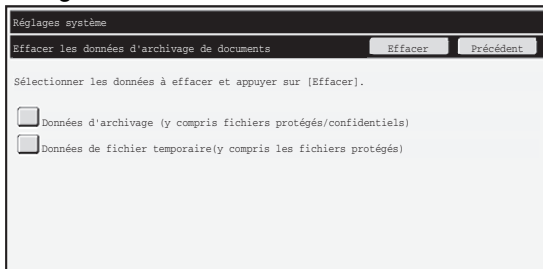 Réglages système
Effacer les données d'archivage de documents Effacer Précédent
Sélectionner les données à effacer et appuyer sur [Effacer].
Données d'archivage (y compris fichiers protégés/confidentiels)
Données de fichier temporaire(y compris les fichiers protégés)